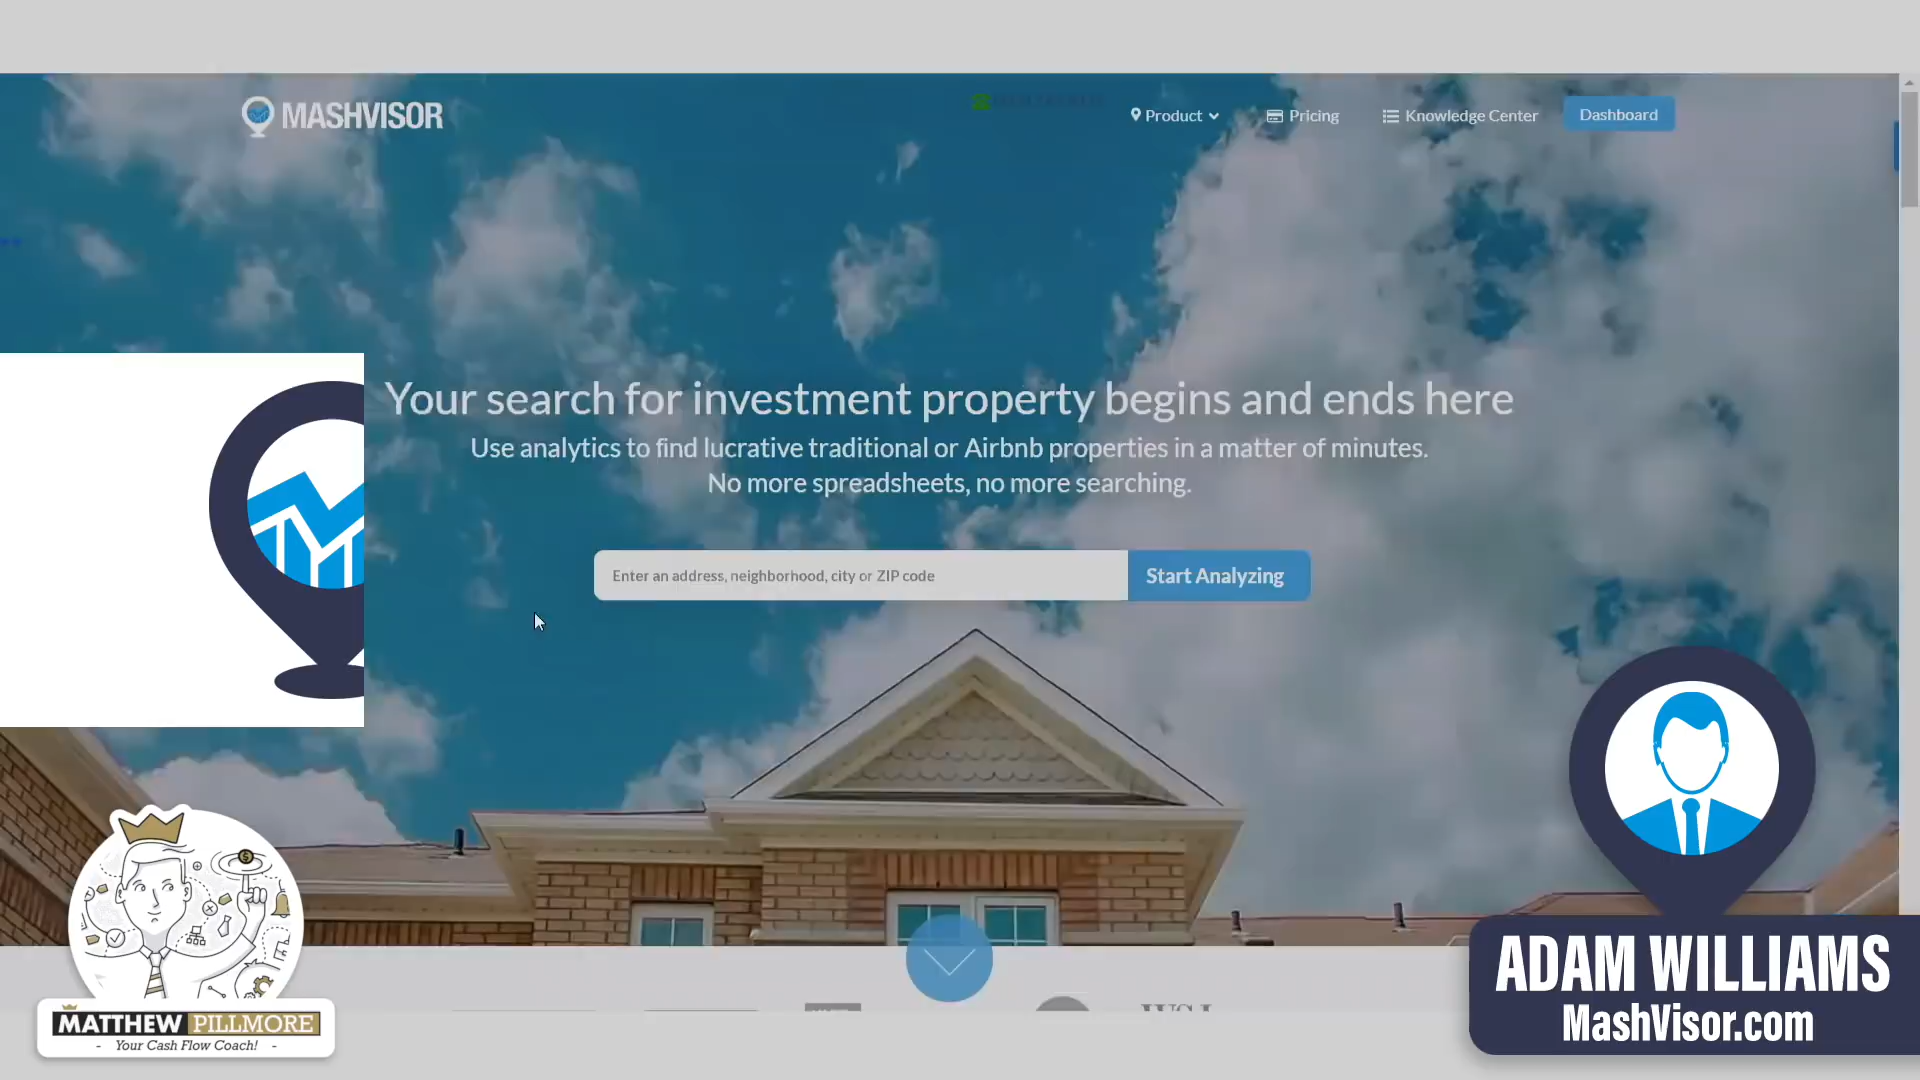 MASHVISOR
Product
Pricing
Knowledge Center
Dashboard
Your search for investment property begins and ends here
Use analytics to find lucrative traditional or Airbnb properties in a matter of minutes.
No more spreadsheets, no more searching.
Enter an address, neighborhood, city or ZIP code
Start Analyzing
MATTHEW PILLMORE
- Your Cash Flow Coach! -
ADAM WILLIAMS
MashVisor.com